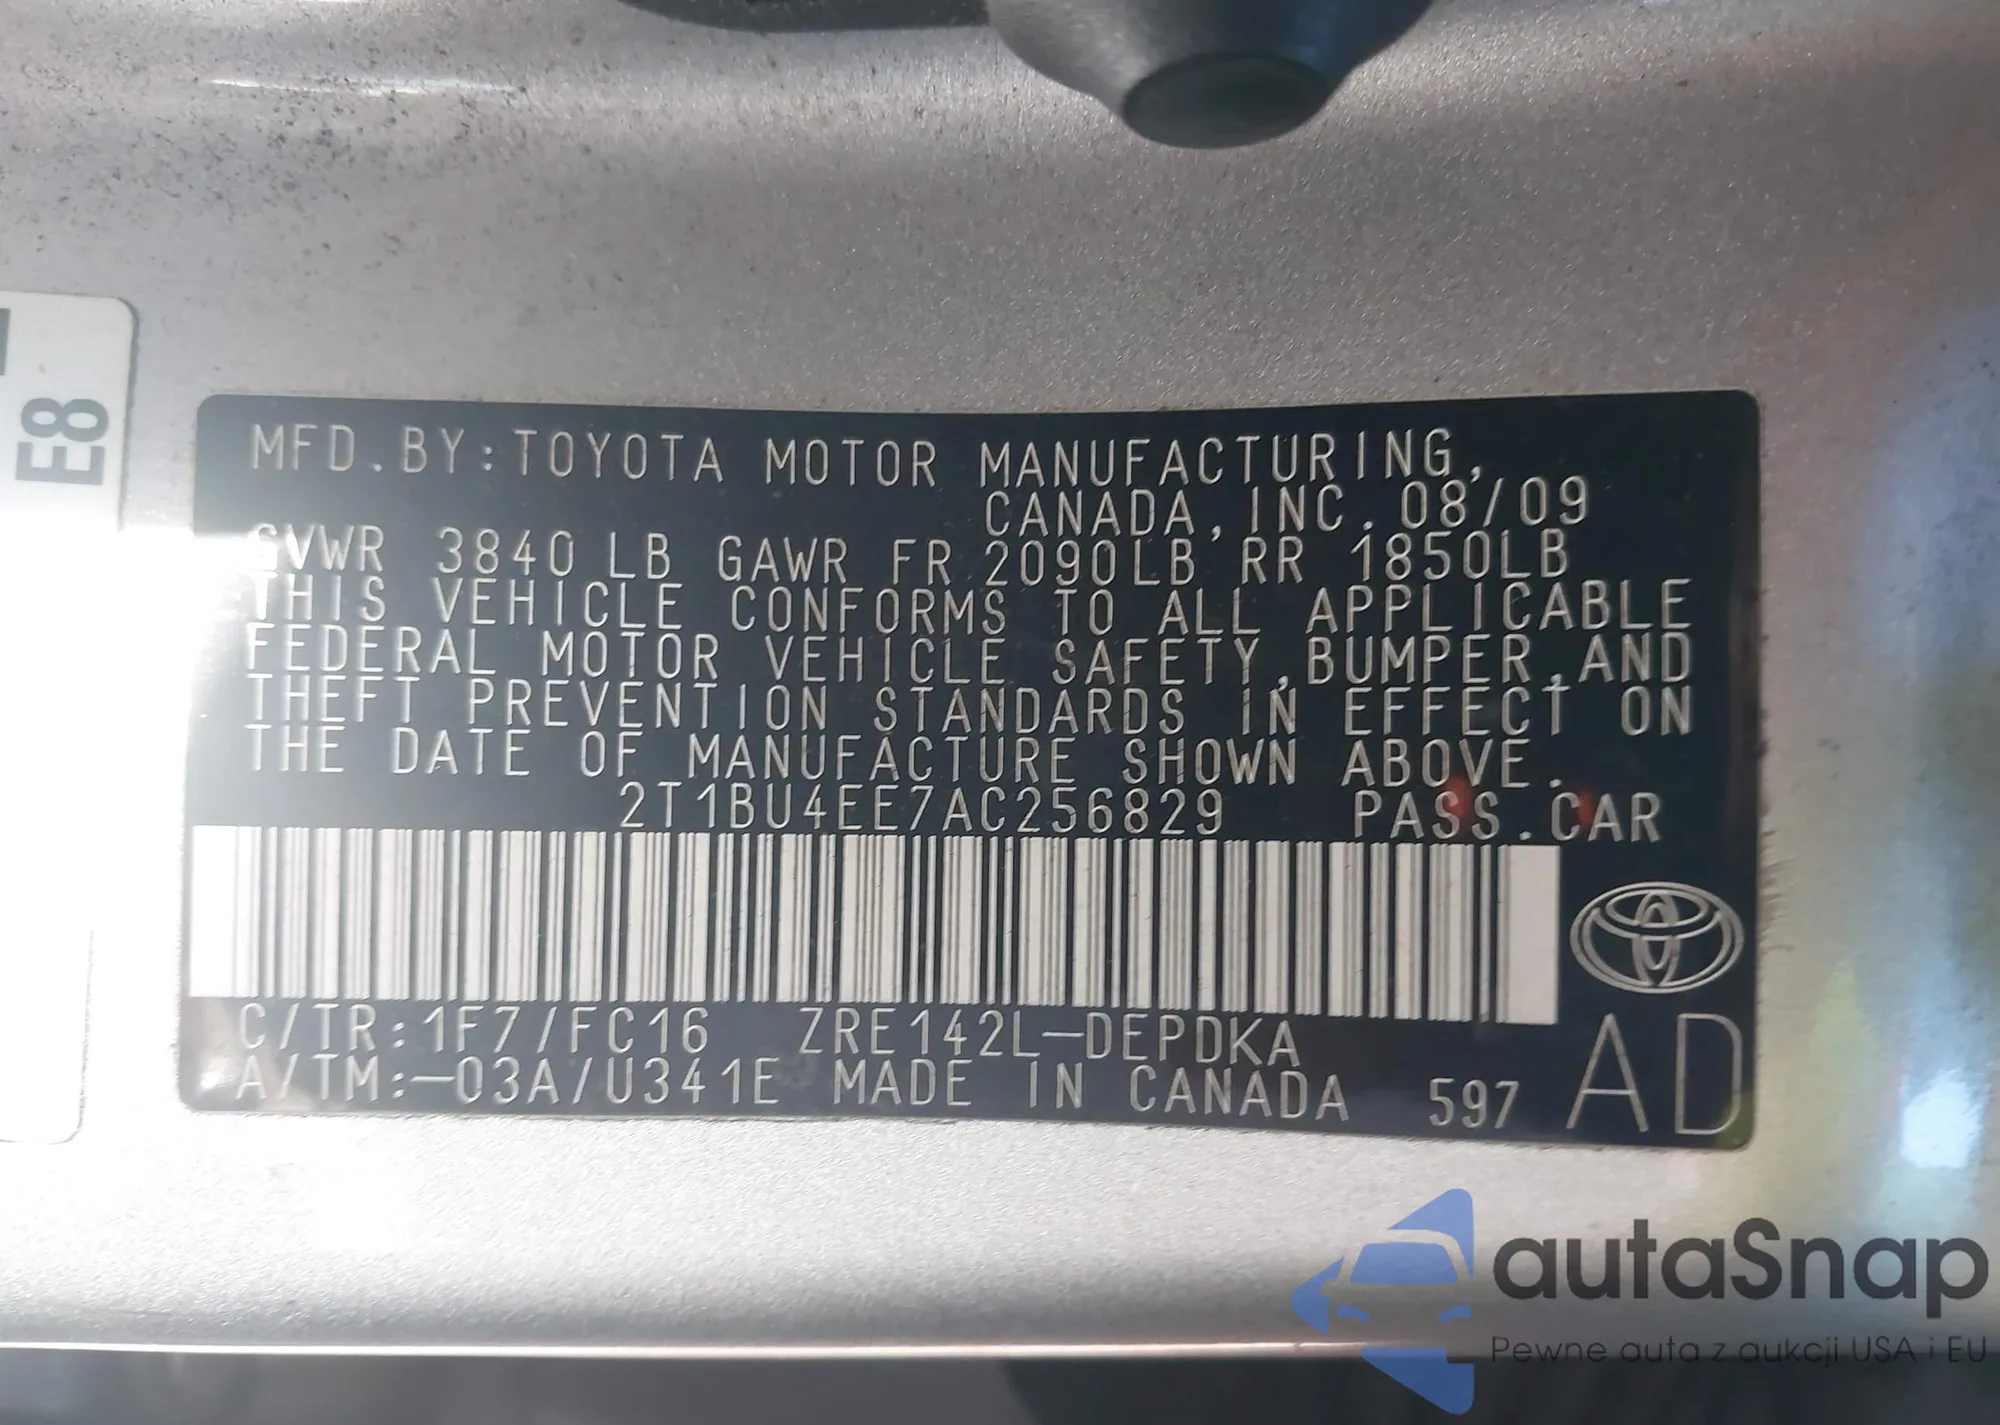 E8
MFD.BY:TOYOTA MOTOR MANUFACTURING,
CANADA,INC. 08/09
GVWR 3840 LB GAWR FR 2090LB RR 1850LB
THIS VEHICLE CONFORMS TO ALL APPLICABLE
FEDERAL MOTOR VEHICLE SAFETY,BUMPER,AND
THEFT PREVENTION STANDARDS IN EFFECT ON
THE DATE OF MANUFACTURE SHOWN ABOVE.
2T1BU4EE7AC256829 PASS.CAR
C/TR:1F7/FC16 ZRE142L-DEPDKA
A/TM:-03A/U341E MADE IN CANADA 597 AD
autaSnap
Pewne auta z aukcji USA i EU